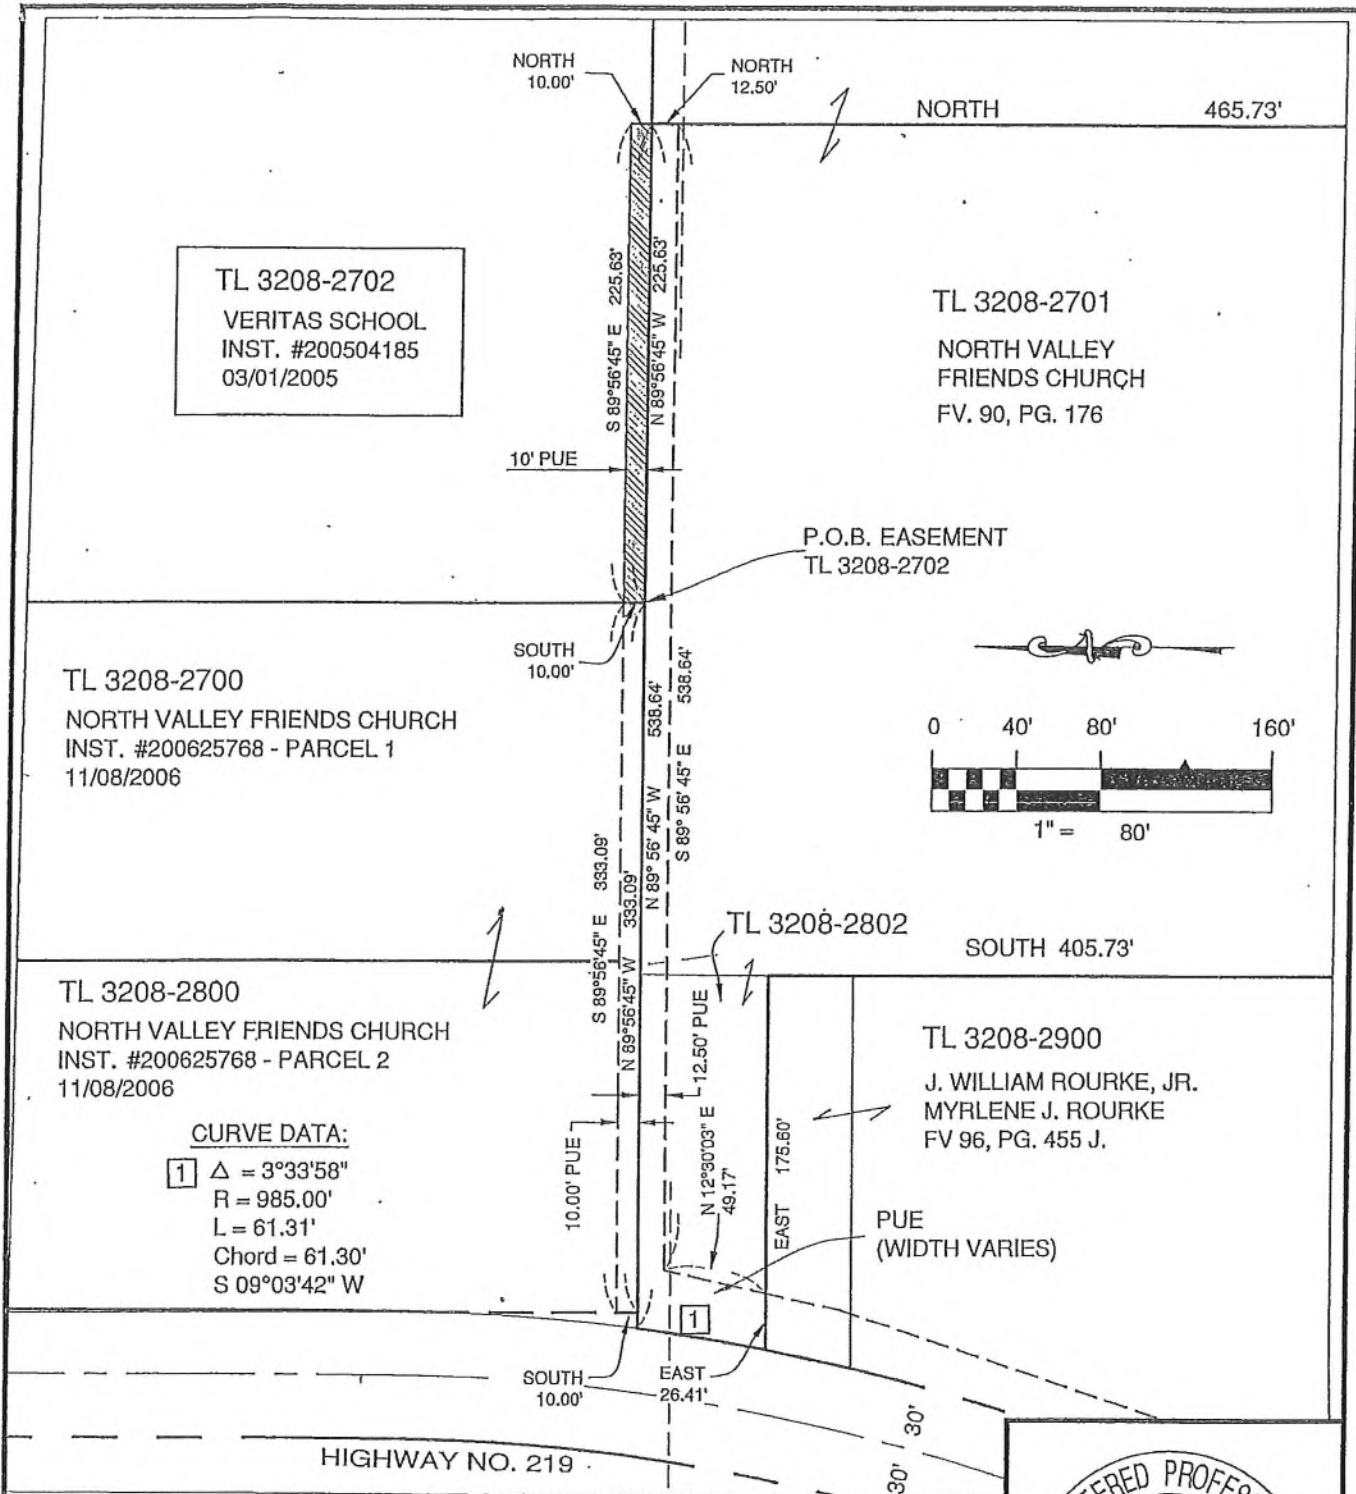 NORTH
10.00'
NORTH
12.50'
NORTH 465.73'
TL 3208-2702
VERITAS SCHOOL
INST. #200504185
03/01/2005
S 89°56'45" E 225.63'
N 89°56'45" W 225.63'
TL 3208-2701
NORTH VALLEY
FRIENDS CHURCH
FV. 90, PG. 176
10' PUE
P.O.B. EASEMENT
TL 3208-2702
SOUTH
10.00'
TL 3208-2700
NORTH VALLEY FRIENDS CHURCH
INST. #200625768 - PARCEL 1
11/08/2006
N 89° 56' 45" W 538.64'
S 89° 56' 45" E 538.64'
0 40' 80' 160'
1" = 80'
S 89°56'45" E 333.09'
N 89°56'45" W 333.09'
TL 3208-2802
SOUTH 405.73'
TL 3208-2800
NORTH VALLEY FRIENDS CHURCH
INST. #200625768 - PARCEL 2
11/08/2006
12.50' PUE
TL 3208-2900
J. WILLIAM ROURKE, JR.
MYRLENE J. ROURKE
FV 96, PG. 455 J.
CURVE DATA:
1 Δ = 3°33'58"
R = 985.00'
L = 61.31'
Chord = 61.30'
S 09°03'42" W
10.00' PUE
N 12°30'03" E
49.17'
EAST 175.60'
PUE
(WIDTH VARIES)
1
SOUTH
10.00'
EAST
26.41'
30'
30'
HIGHWAY NO. 219